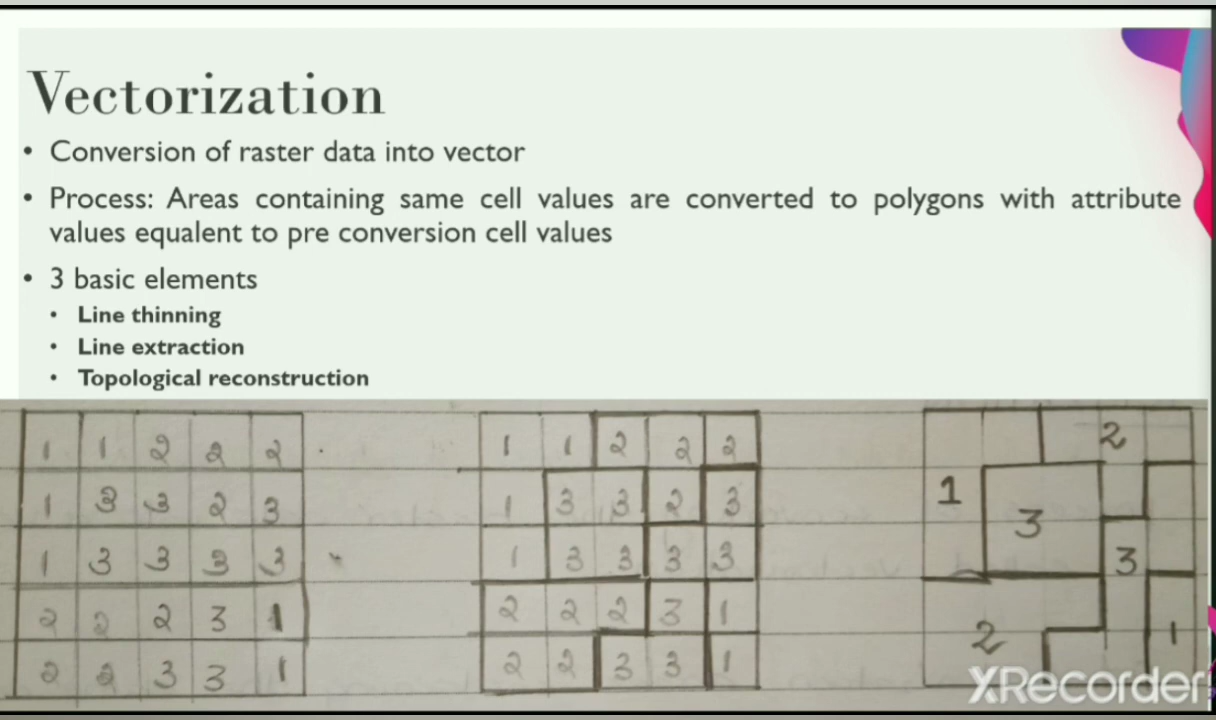 Vectorization
• Conversion of raster data into vector
• Process: Areas containing same cell values are converted to polygons with attribute
values equalent to pre conversion cell values
• 3 basic elements
• Line thinning
• Line extraction
• Topological reconstruction
1 1 2 2 2
1 3 3 2 3
1 3 3 3 3
2 2 2 3 1
2 2 3 3 1
1 1 2 2 2
1 3 3 2 3
1 3 3 3 3
2 2 2 3 1
2 2 3 3 1
2
1
3
3
2
1
XRecorder